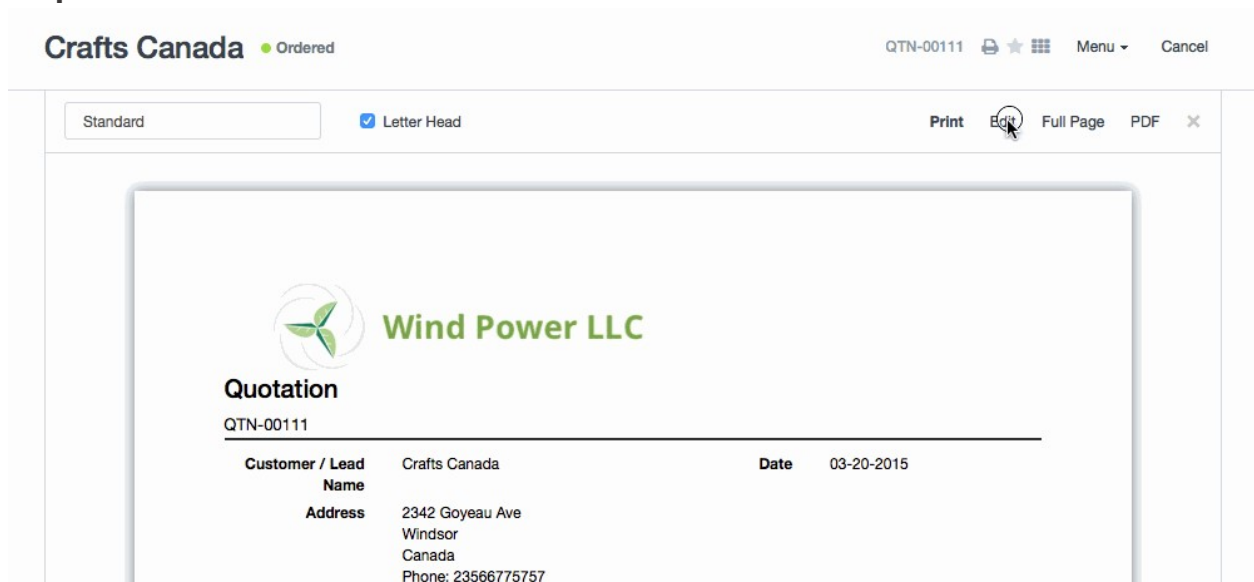 Crafts Canada Ordered QTN-00111 Menu Cancel
Standard Letter Head Print Edit Full Page PDF
Wind Power LLC
Quotation
QTN-00111
Customer / Lead Crafts Canada Date 03-20-2015
Name
Address 2342 Goyeau Ave
Windsor
Canada
Phone: 23566775757